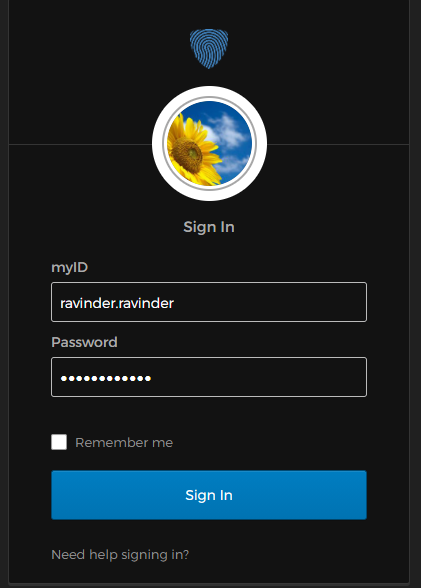 Sign In
myID
ravinder.ravinder
Password
••••••••••••
Remember me
Sign In
Need help signing in?